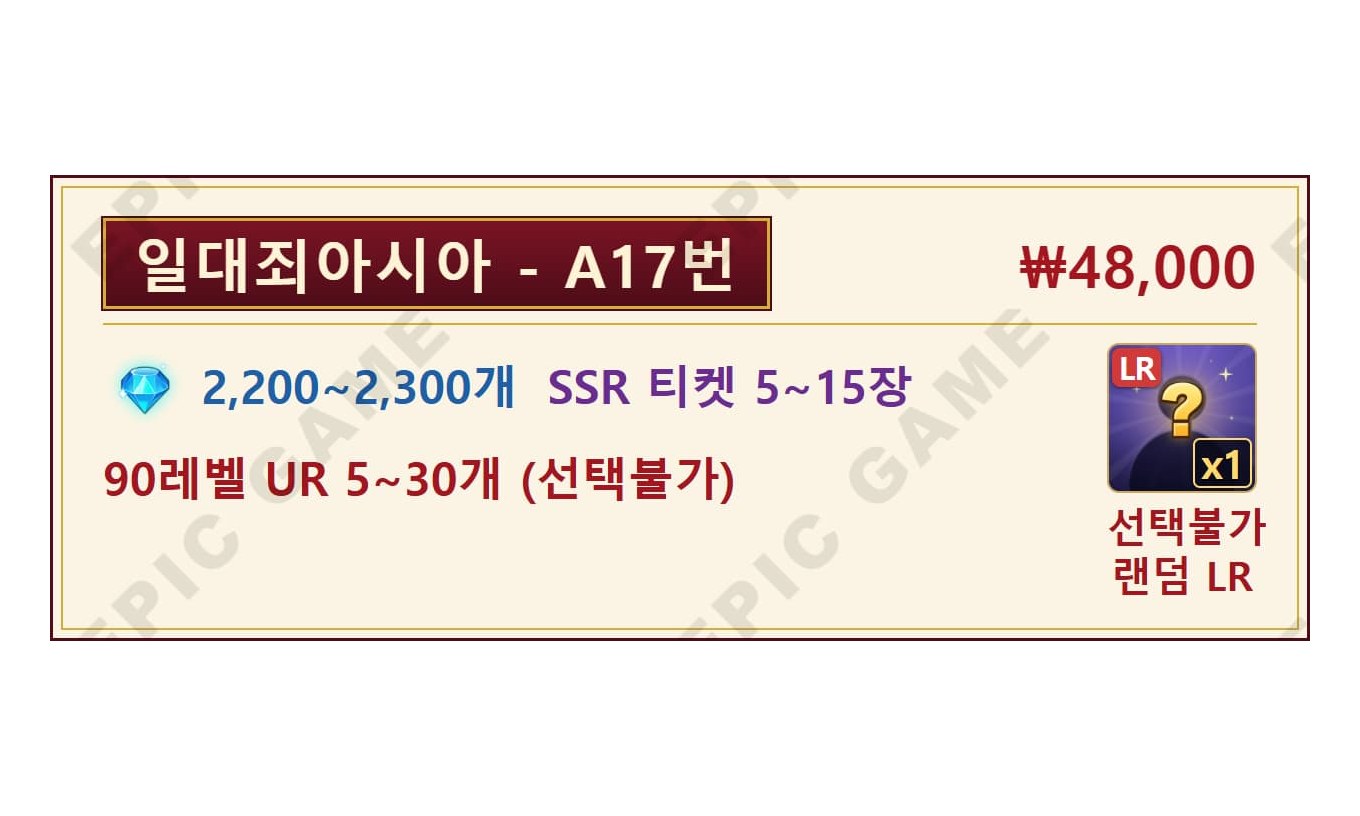 일대죄아시아 - A17번
₩48,000
2,200~2,300개 SSR 티켓 5~15장
90레벨 UR 5~30개 (선택불가)
LR
?
x1
선택불가
랜덤 LR
EPIC GAME
EPIC GAME